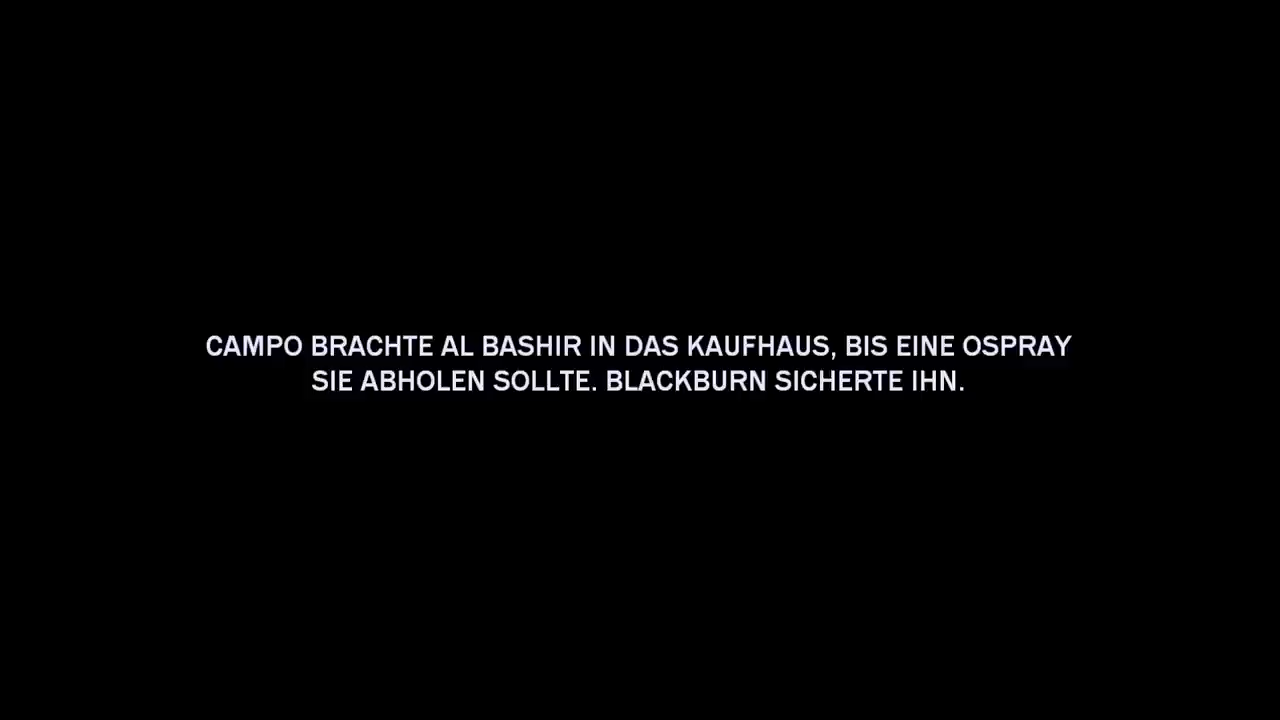 CAMPO BRACHTE AL BASHIR IN DAS KAUFHAUS, BIS EINE OSPRAY
SIE ABHOLEN SOLLTE. BLACKBURN SICHERTE IHN.